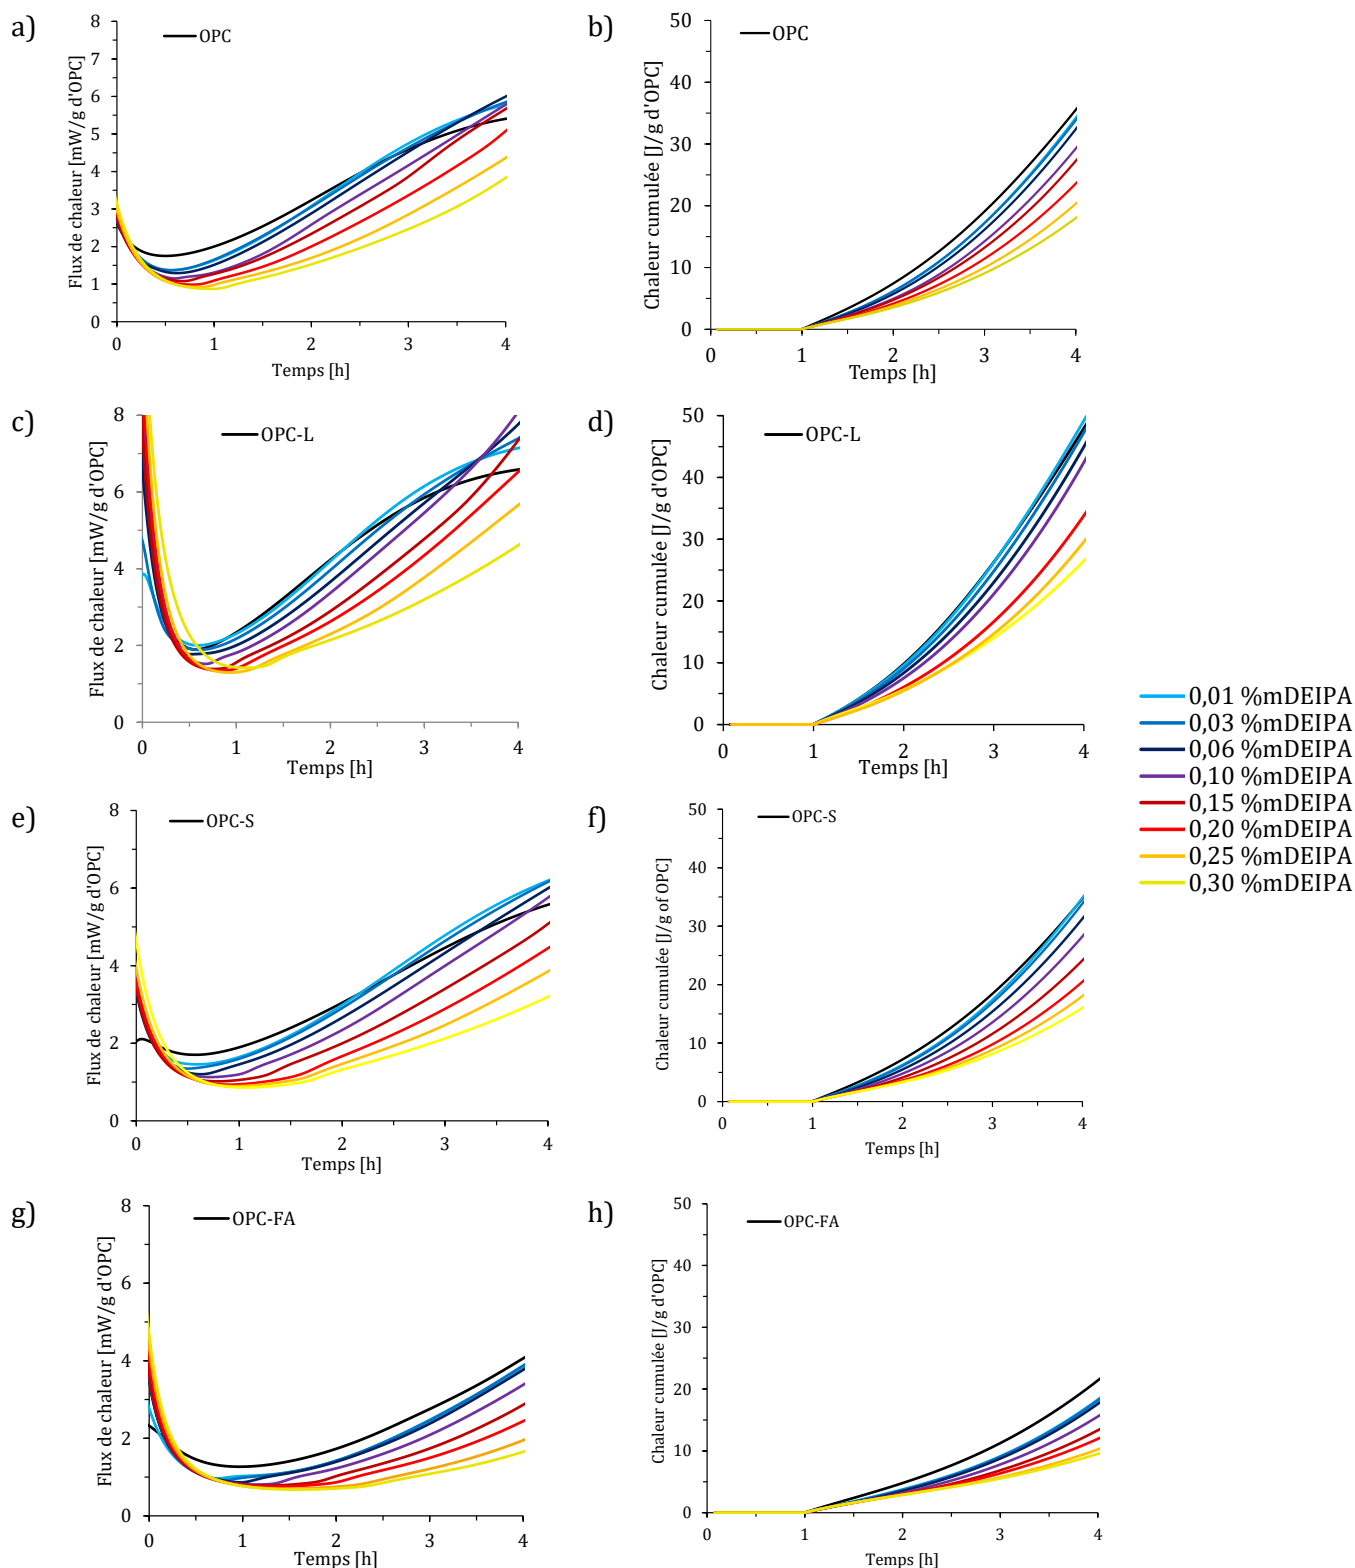 a)
OPC
Flux de chaleur [mW/g d'OPC]
8
7
6
5
4
3
2
1
0
0 1 2 3 4
Temps [h]
b)
OPC
Chaleur cumulée [J/g d'OPC]
50
40
30
20
10
0
0 1 2 3 4
Temps [h]
c)
OPC-L
Flux de chaleur [mW/g d'OPC]
8
6
4
2
0
0 1 2 3 4
Temps [h]
d)
OPC-L
Chaleur cumulée [J/g d'OPC]
50
40
30
20
10
0
0 1 2 3 4
Temps [h]
0,01 %mDEIPA
0,03 %mDEIPA
0,06 %mDEIPA
0,10 %mDEIPA
0,15 %mDEIPA
0,20 %mDEIPA
0,25 %mDEIPA
0,30 %mDEIPA
e)
OPC-S
Flux de chaleur [mW/g d'OPC]
8
6
4
2
0
0 1 2 3 4
Temps [h]
f)
OPC-S
Chaleur cumulée [J/g of OPC]
50
40
30
20
10
0
0 1 2 3 4
Temps [h]
g)
OPC-FA
Flux de chaleur [mW/g d'OPC]
8
6
4
2
0
0 1 2 3 4
Temps [h]
h)
OPC-FA
Chaleur cumulée [J/g d'OPC]
50
40
30
20
10
0
0 1 2 3 4
Temps [h]